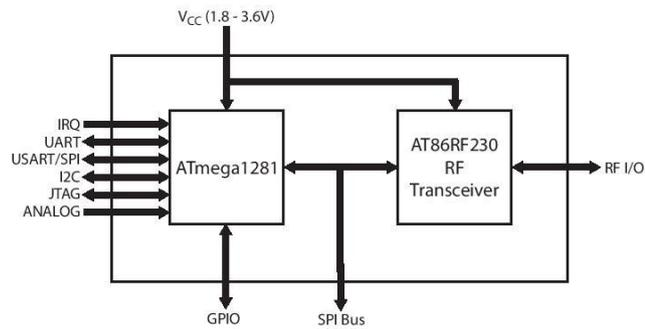 VCC (1.8 - 3.6V)
IRQ
UART
USART/SPI
I2C
JTAG
ANALOG
ATmega1281
AT86RF230
RF
Transceiver
RF I/O
GPIO
SPI Bus